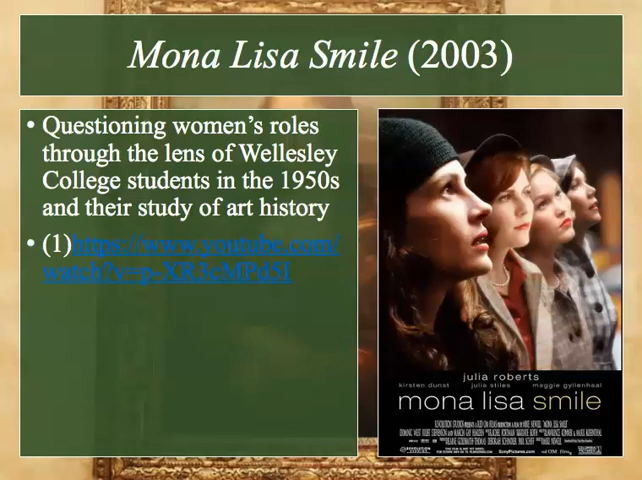 Mona Lisa Smile (2003)
• Questioning women's roles
through the lens of Wellesley
College students in the 1950s
and their study of art history
• (1)https://www.youtube.com/
watch?v=p-XR3cMPd5I
julia roberts
kirsten dunst julia stiles maggie gyllenhaal
mona lisa smile